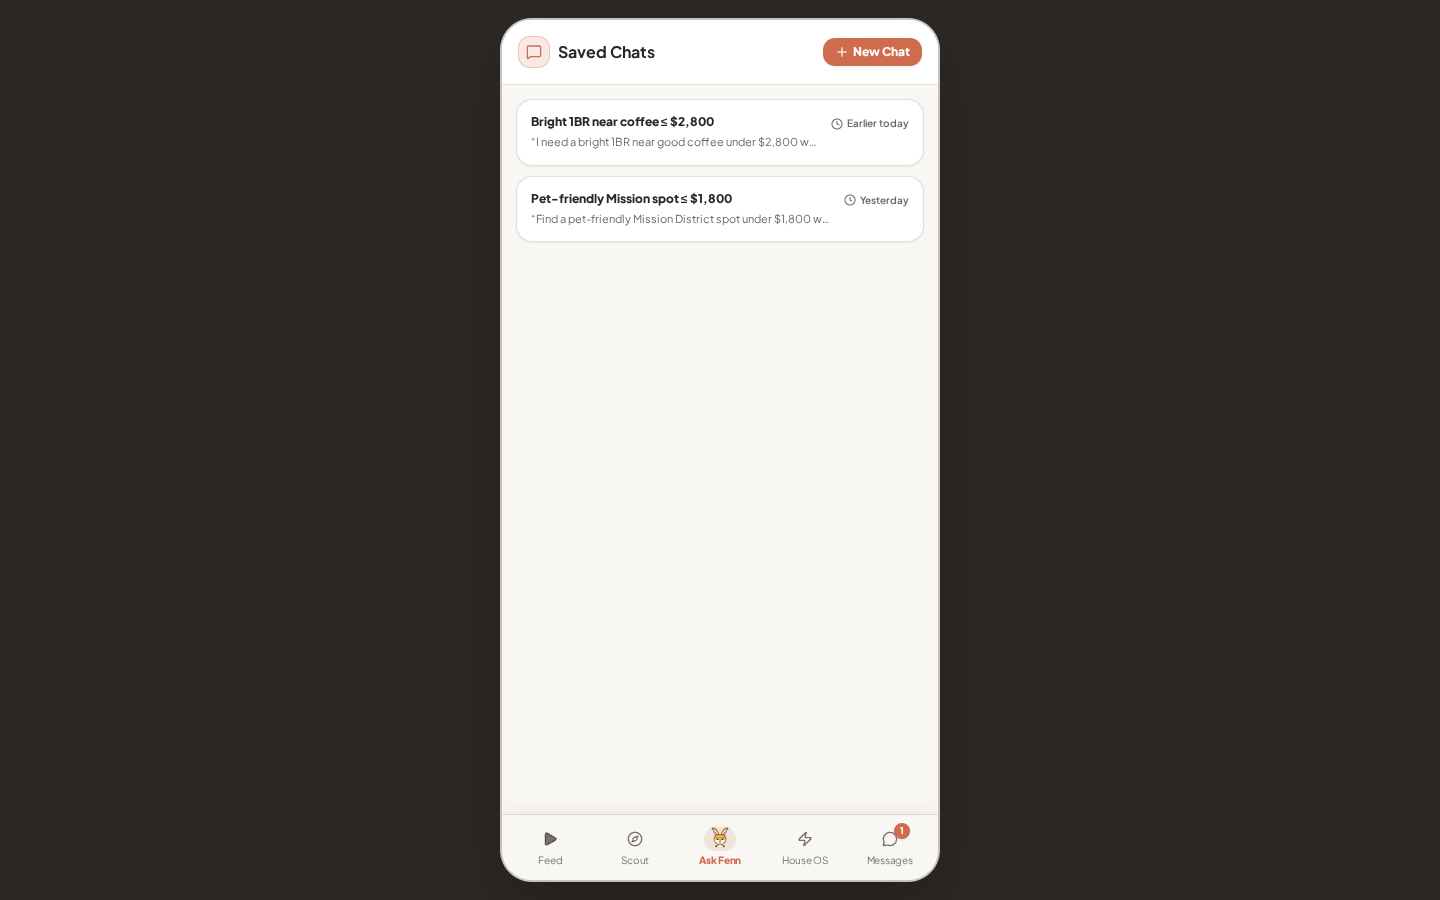 Saved Chats
New Chat
Bright 1BR near coffee ≤ $2,800
Earlier today
"I need a bright 1BR near good coffee under $2,800 w…
Pet-friendly Mission spot ≤ $1,800
Yesterday
"Find a pet-friendly Mission District spot under $1,800 w…
Feed
Scout
Ask Fenn
House OS
1
Messages